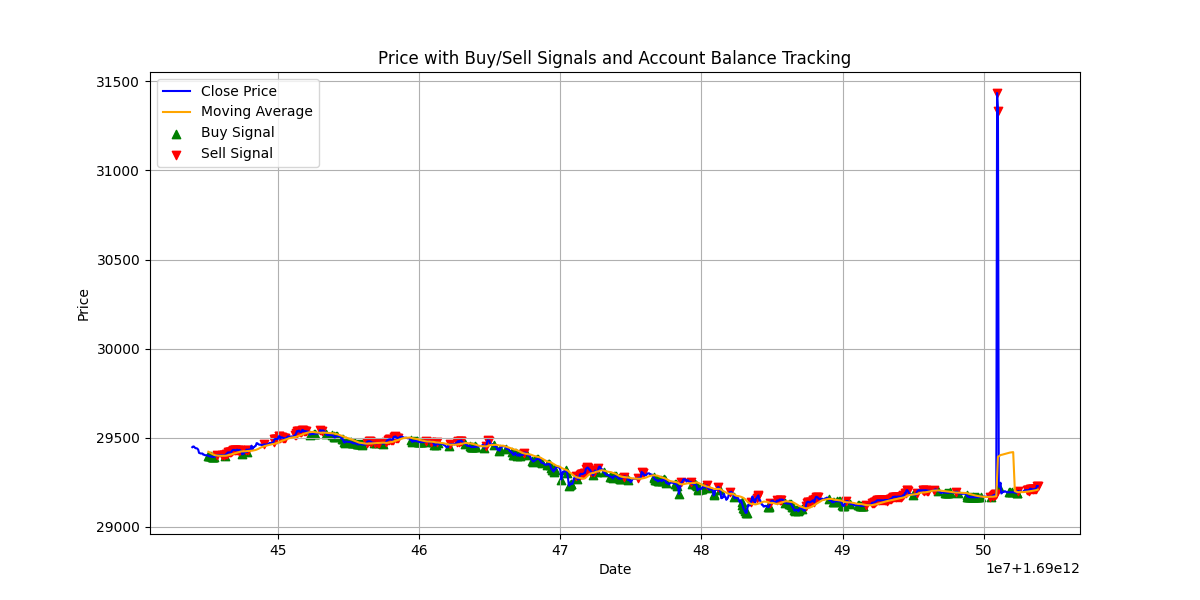 Price with Buy/Sell Signals and Account Balance Tracking
Close Price
Moving Average
Buy Signal
Sell Signal
31500
31000
30500
30000
29500
29000
Price
45 46 47 48 49 50
1e7+1.69e12
Date